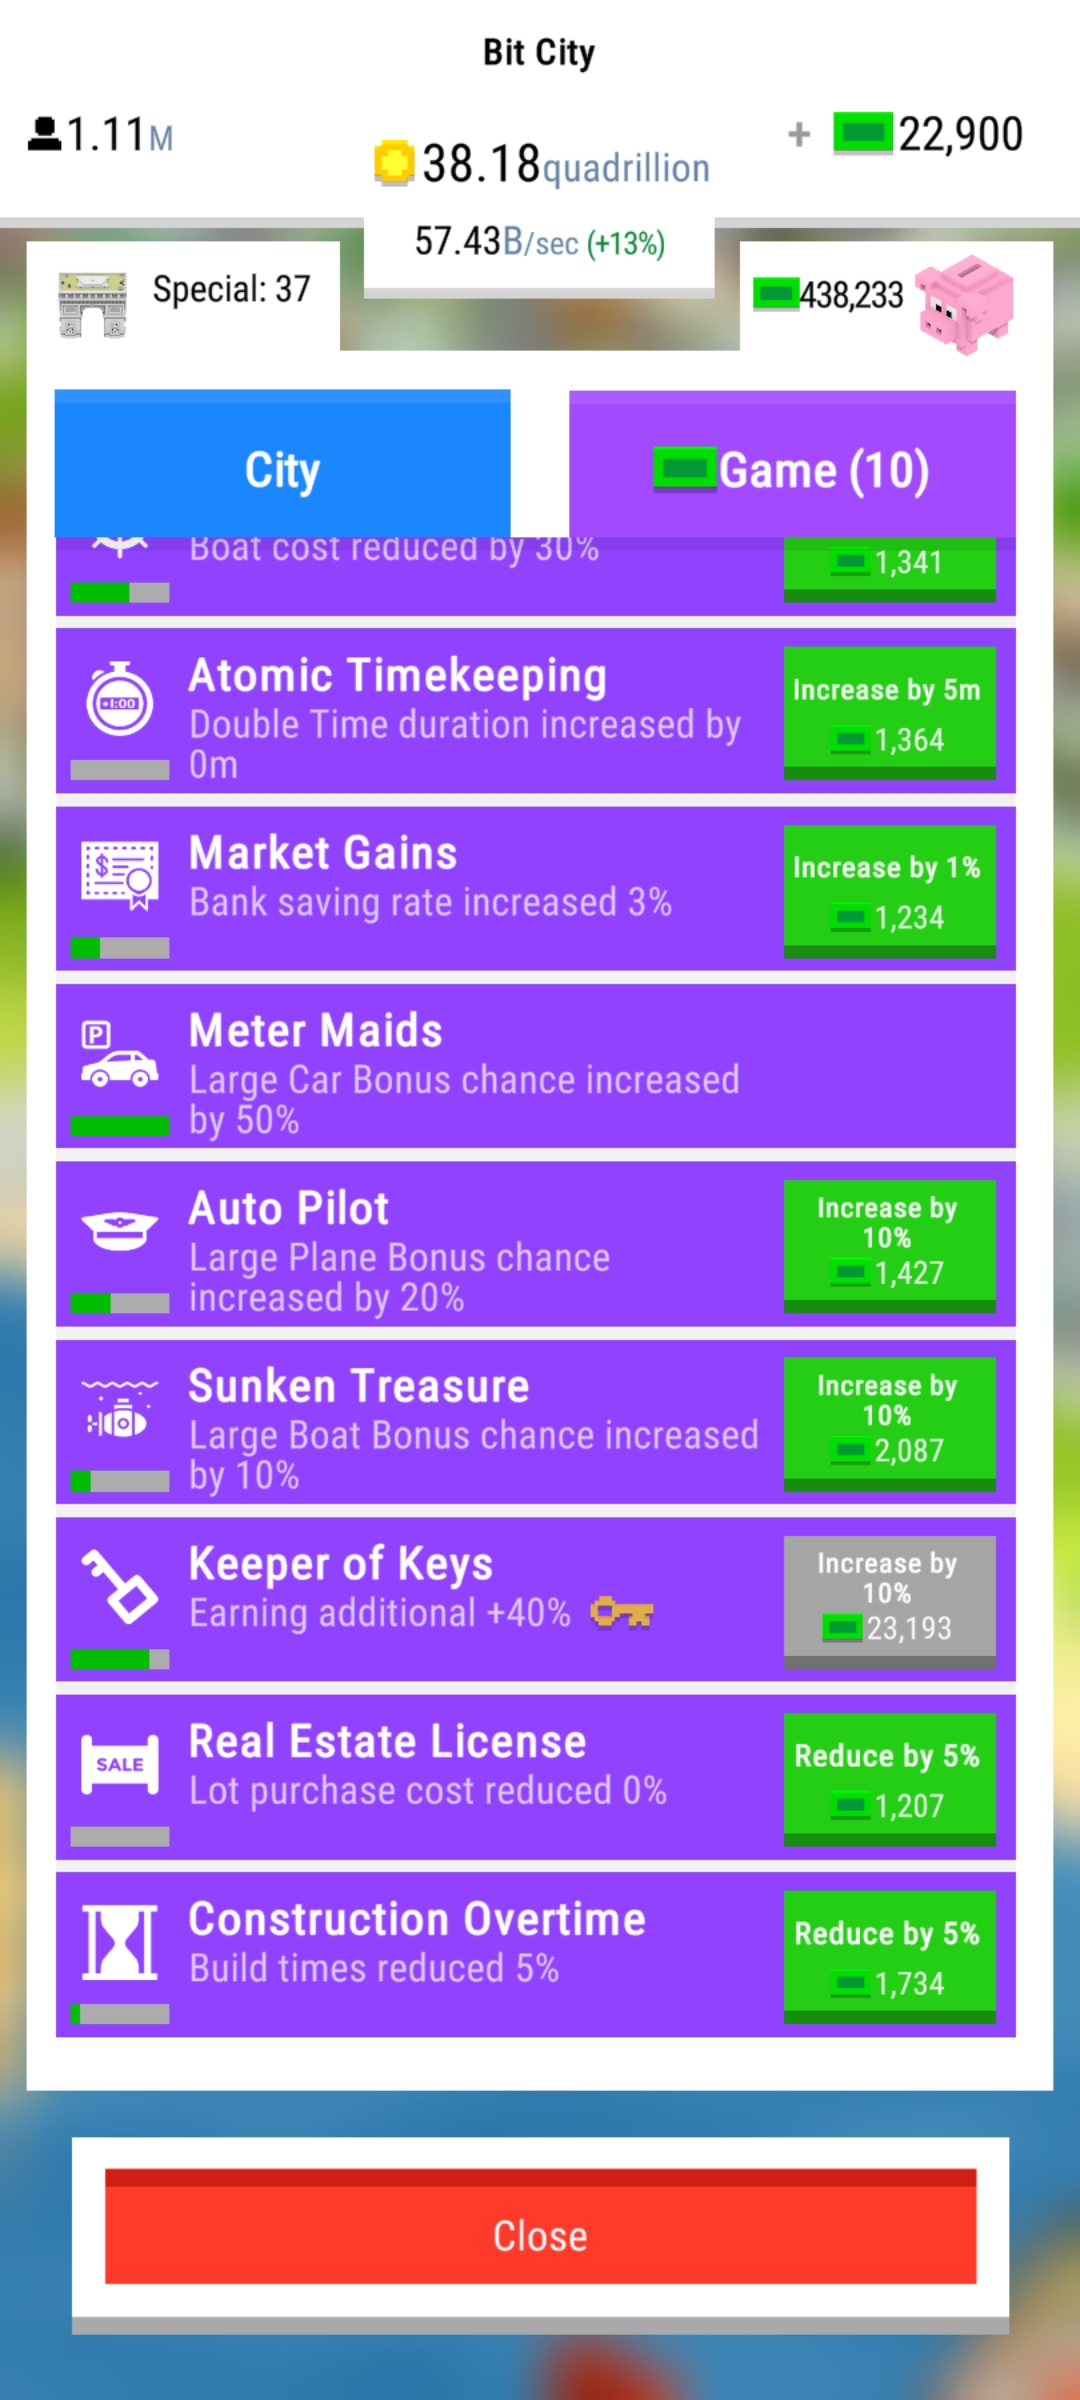 Bit City
1.11M
38.18quadrillion
+ 22,900
57.43B/sec (+13%)
Special: 37
438,233
City
Game (10)
Boat cost reduced by 30%
1,341
Atomic Timekeeping
Double Time duration increased by
0m
Increase by 5m
1,364
Market Gains
Bank saving rate increased 3%
Increase by 1%
1,234
P
Meter Maids
Large Car Bonus chance increased
by 50%
Auto Pilot
Large Plane Bonus chance
increased by 20%
Increase by
10%
1,427
Sunken Treasure
Large Boat Bonus chance increased
by 10%
Increase by
10%
2,087
Keeper of Keys
Earning additional +40%
Increase by
10%
23,193
SALE
Real Estate License
Lot purchase cost reduced 0%
Reduce by 5%
1,207
Construction Overtime
Build times reduced 5%
Reduce by 5%
1,734
Close